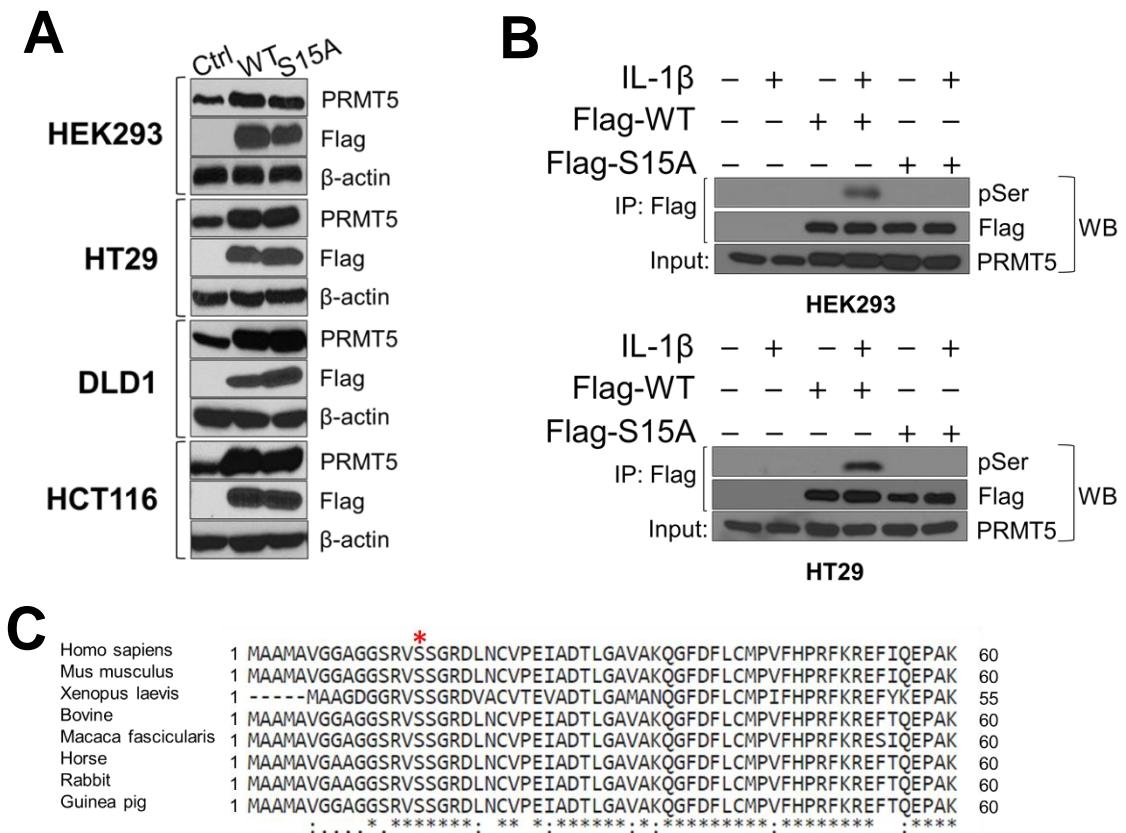 A
Ctrl WT S15A
HEK293
PRMT5
Flag
β-actin
HT29
PRMT5
Flag
β-actin
DLD1
PRMT5
Flag
β-actin
HCT116
PRMT5
Flag
β-actin
B
IL-1β − + − + − +
Flag-WT − − + + − −
Flag-S15A − − − − + +
IP: Flag
pSer
Flag
WB
Input:
PRMT5
HEK293
IL-1β − + − + − +
Flag-WT − − + + − −
Flag-S15A − − − − + +
IP: Flag
pSer
Flag
WB
Input:
PRMT5
HT29
C
*
Homo sapiens 1 MAAMAVGGAGGSRVSSGRDLNCVPEIADTLGAVAKQGFDFLCMPVFHPRFKREFIQEPAK 60
Mus musculus 1 MAAMAVGGAGGSRVSSGRDLNCVPEIADTLGAVAKQGFDFLCMPVFHPRFKREFIQEPAK 60
Xenopus laevis 1 -----MAAGDGGRVSSGRDVACVTEVADTLGAMANQGFDFLCMPIFHPRFKREFYKEPAK 55
Bovine 1 MAAMAVGGAGGSRVSSGRDLNCVPEIADTLGAVAKQGFDFLCMPVFHPRFKREFTQEPAK 60
Macaca fascicularis 1 MAAMAVGGAGGSRVSSGRDLNCVPEIADTLGAVAKQGFDFLCMPVFHPRFKRESIQEPAK 60
Horse 1 MAAMAVGAAGGSRVSSGRDLNCVPEIADTLGAVAKQGFDFLCMPVFHPRFKREFTQEPAK 60
Rabbit 1 MAAMAVGAAGGSRVSSGRDLNCVPEIADTLGAVAKQGFDFLCMPVFHPRFKREFTQEPAK 60
Guinea pig 1 MAAMAVGGAGGSRVSSGRDLNCVPEIADTLGAVAKQGFDFLCMPVFHPRFKREFTQEPAK 60
:....* *******: ** *:******:*:*********:******** :****